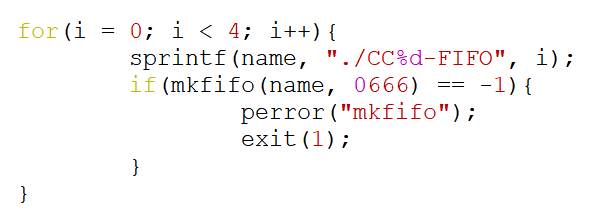 for(i = 0; i < 4; i++){
        sprintf(name, "./CC%d-FIFO", i);
        if(mkfifo(name, 0666) == -1){
                perror("mkfifo");
                exit(1);
        }
}